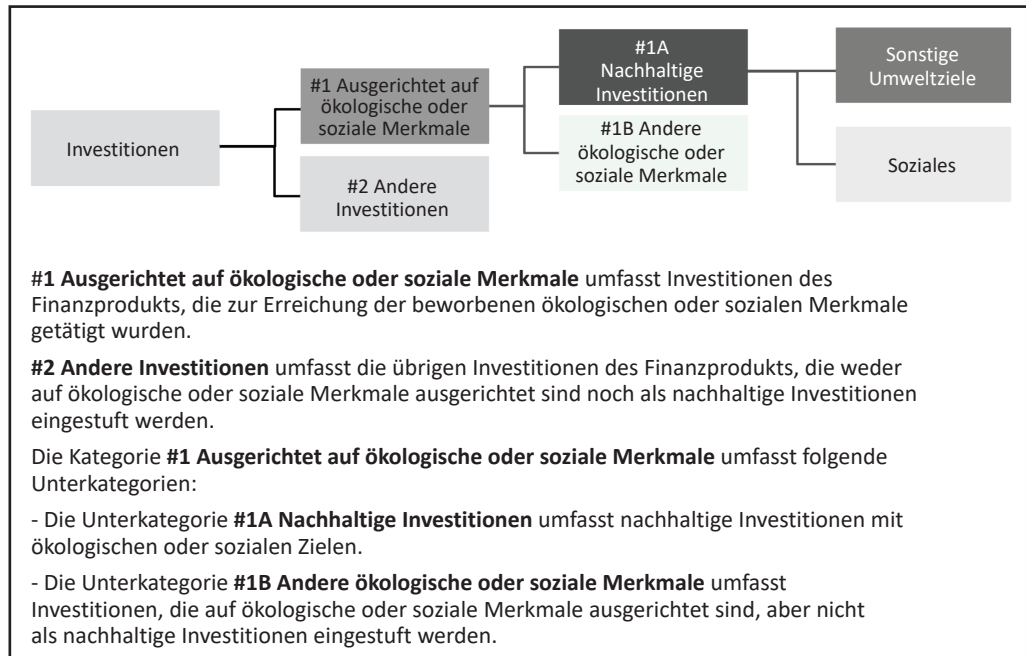 Investitionen
#1 Ausgerichtet auf
ökologische oder
soziale Merkmale
#2 Andere
Investitionen
#1A
Nachhaltige
Investitionen
#1B Andere
ökologische oder
soziale Merkmale
Sonstige
Umweltziele
Soziales
#1 Ausgerichtet auf ökologische oder soziale Merkmale umfasst Investitionen des
Finanzprodukts, die zur Erreichung der beworbenen ökologischen oder sozialen Merkmale
getätigt wurden.
#2 Andere Investitionen umfasst die übrigen Investitionen des Finanzprodukts, die weder
auf ökologische oder soziale Merkmale ausgerichtet sind noch als nachhaltige Investitionen
eingestuft werden.
Die Kategorie #1 Ausgerichtet auf ökologische oder soziale Merkmale umfasst folgende
Unterkategorien:
- Die Unterkategorie #1A Nachhaltige Investitionen umfasst nachhaltige Investitionen mit
ökologischen oder sozialen Zielen.
- Die Unterkategorie #1B Andere ökologische oder soziale Merkmale umfasst
Investitionen, die auf ökologische oder soziale Merkmale ausgerichtet sind, aber nicht
als nachhaltige Investitionen eingestuft werden.